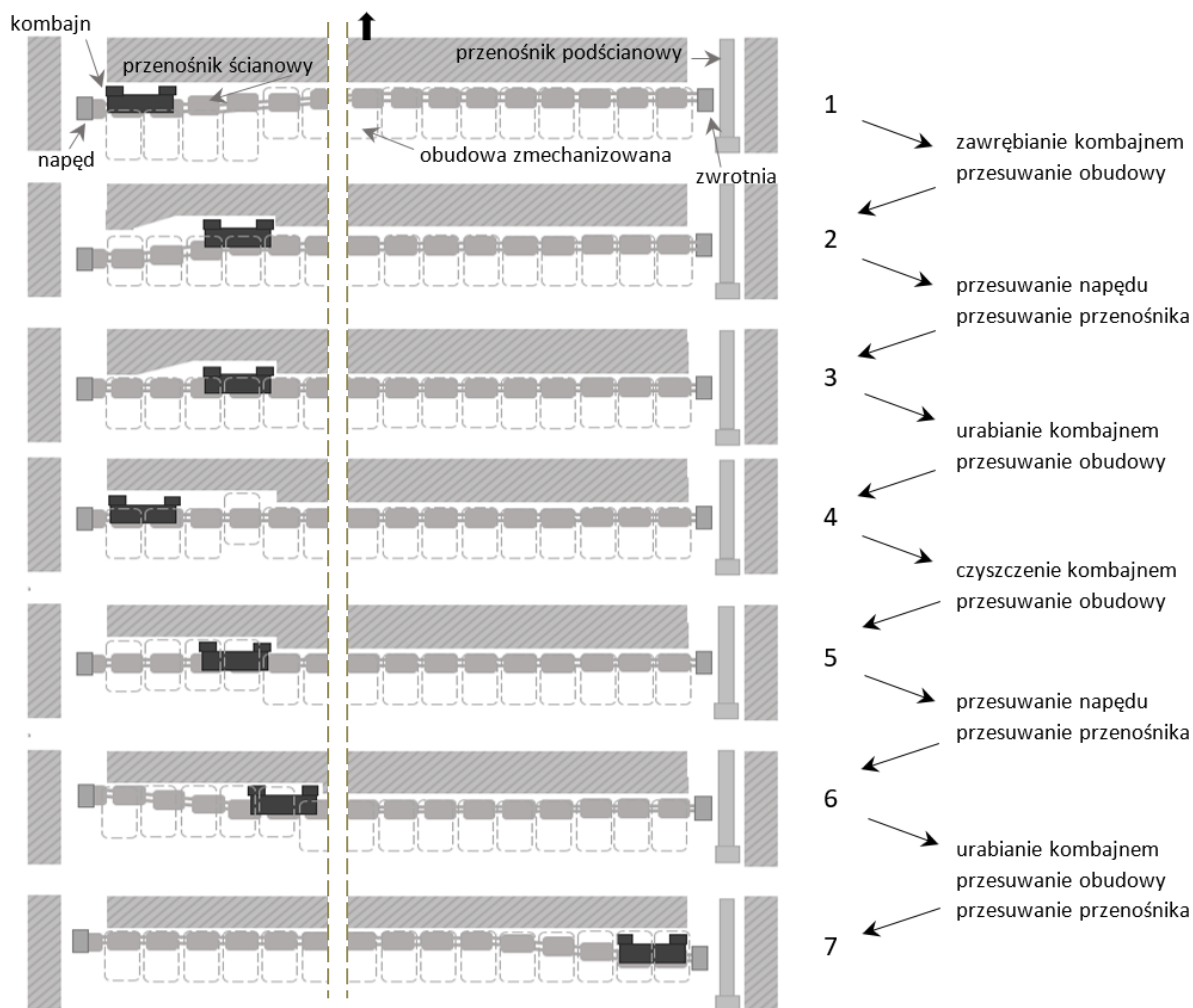 kombajn
przenośnik ścianowy
przenośnik podścianowy
napęd
obudowa zmechanizowana
zwrotnia
1
zawrębianie kombajnem
przesuwanie obudowy
2
przesuwanie napędu
przesuwanie przenośnika
3
urabianie kombajnem
przesuwanie obudowy
4
czyszczenie kombajnem
przesuwanie obudowy
5
przesuwanie napędu
przesuwanie przenośnika
6
urabianie kombajnem
przesuwanie obudowy
przesuwanie przenośnika
7